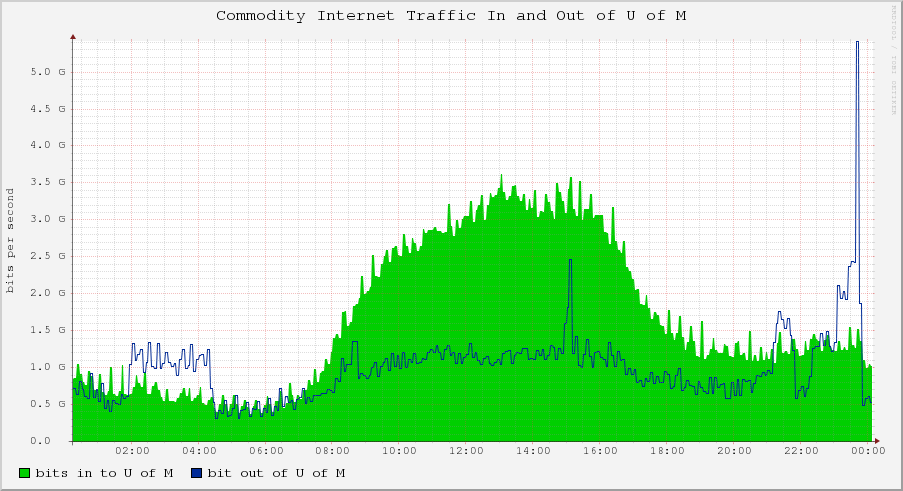 Commodity Internet Traffic In and Out of U of M
RRDTOOL / TOBI OETIKER
bits per second
5.0 G
4.5 G
4.0 G
3.5 G
3.0 G
2.5 G
2.0 G
1.5 G
1.0 G
0.5 G
0.0
02:00 04:00 06:00 08:00 10:00 12:00 14:00 16:00 18:00 20:00 22:00 00:00
bits in to U of M bit out of U of M